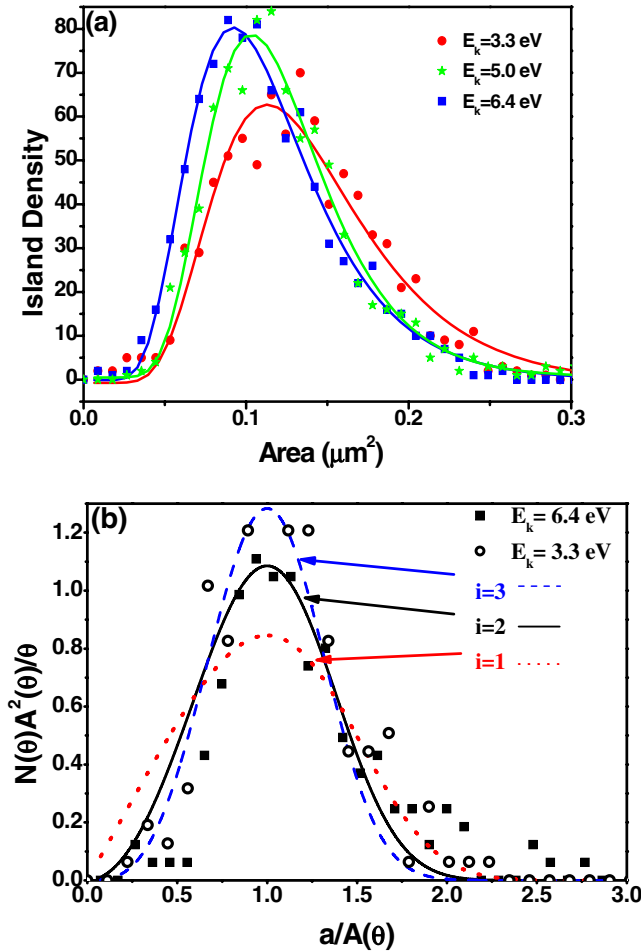 (a)
E_k=3.3 eV
E_k=5.0 eV
E_k=6.4 eV
Island Density
80
70
60
50
40
30
20
10
0
0.0 0.1 0.2 0.3
Area (μm²)
(b)
E_k= 6.4 eV
E_k= 3.3 eV
i=3
i=2
i=1
N(θ)A²(θ)/θ
1.2
1.0
0.8
0.6
0.4
0.2
0.0
0.0 0.5 1.0 1.5 2.0 2.5 3.0
a/A(θ)